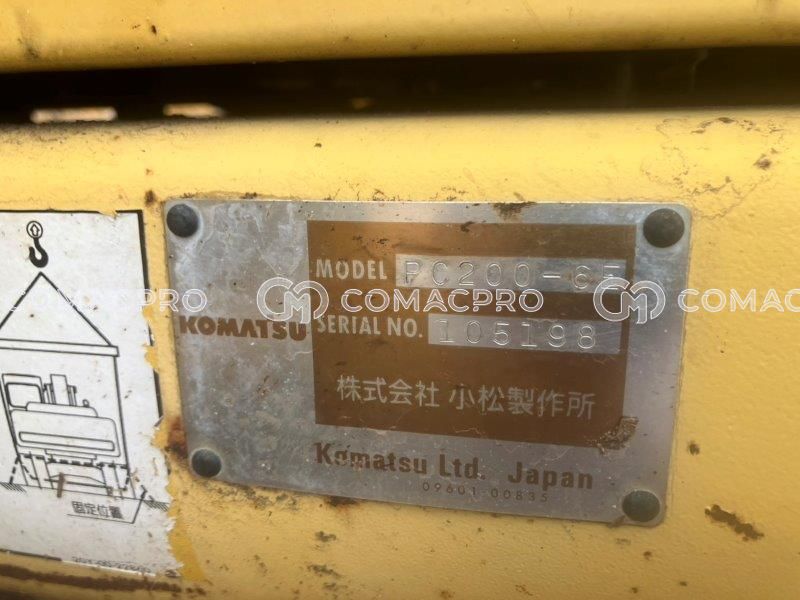 MODEL PC200-6E
KOMATSU
SERIAL NO. 105198
株式会社 小松製作所
Komatsu Ltd. Japan
09601-00835
固定位置
COMACPRO
COMACPRO
COMACPRO